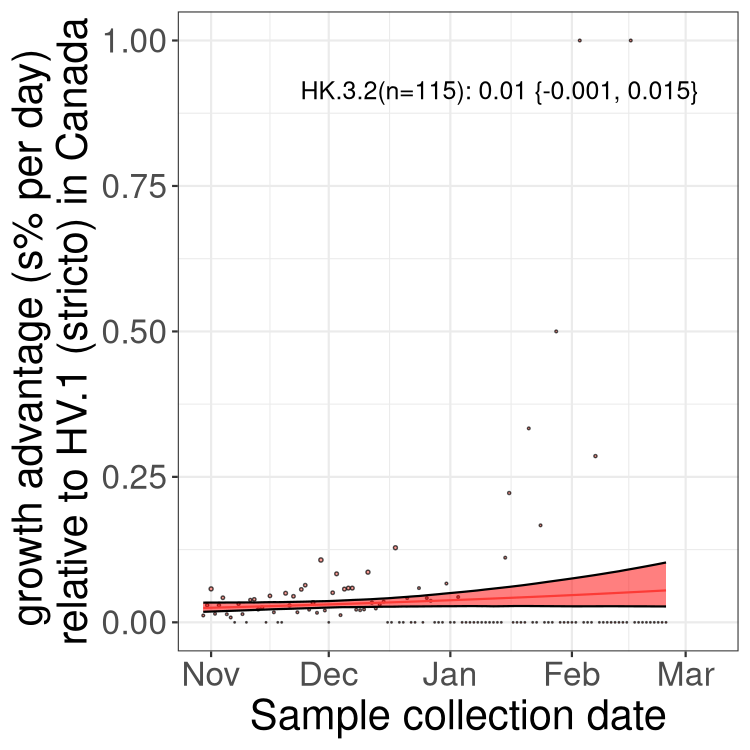 growth advantage (s% per day)
relative to HV.1 (stricto) in Canada
1.00
HK.3.2(n=115): 0.01 {-0.001, 0.015}
0.75
0.50
0.25
0.00
Nov Dec Jan Feb Mar
Sample collection date